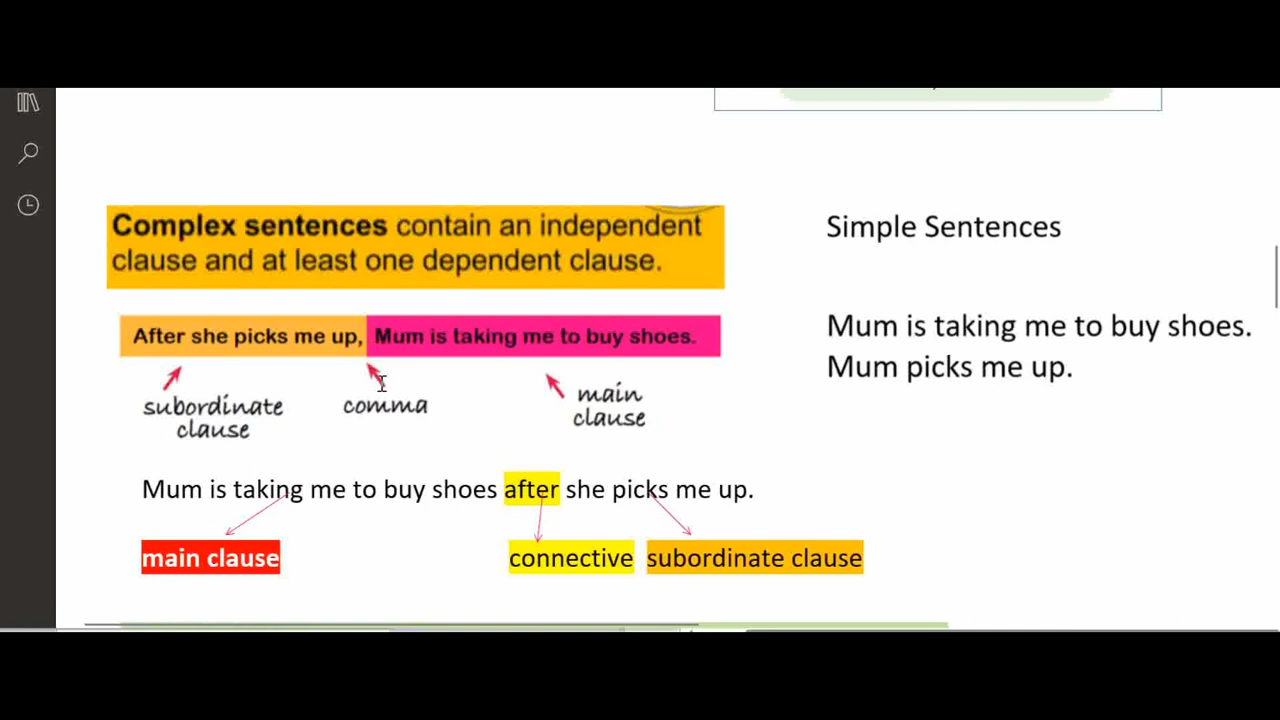 Complex sentences contain an independent
clause and at least one dependent clause.
After she picks me up, Mum is taking me to buy shoes.
subordinate
clause
comma
main
clause
Mum is taking me to buy shoes after she picks me up.
main clause
connective
subordinate clause
Simple Sentences
Mum is taking me to buy shoes.
Mum picks me up.